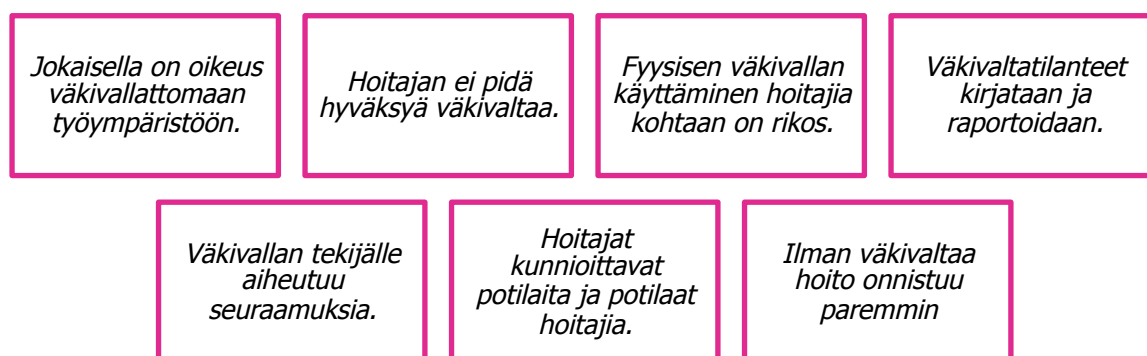 Jokaisella on oikeus
väkivallattomaan
työympäristöön.
Hoitajan ei pidä
hyväksyä väkivaltaa.
Fyysisen väkivallan
käyttäminen hoitajia
kohtaan on rikos.
Väkivaltatilanteet
kirjataan ja
raportoidaan.
Väkivallan tekijälle
aiheutuu
seuraamuksia.
Hoitajat
kunnioittavat
potilaita ja potilaat
hoitajia.
Ilman väkivaltaa
hoito onnistuu
paremmin